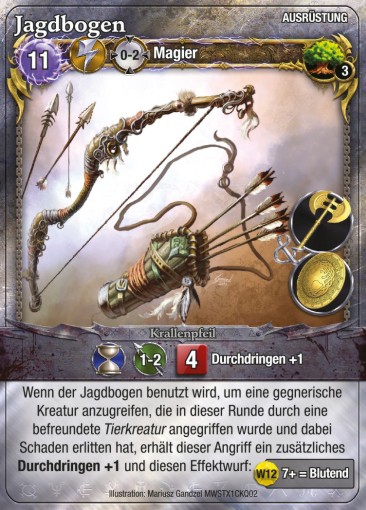 Jagdbogen
AUSRÜSTUNG
11
0-2 Magier
3
Krallenpfeil
1-2 4 Durchdringen +1
Wenn der Jagdbogen benutzt wird, um eine gegnerische
Kreatur anzugreifen, die in dieser Runde durch eine
befreundete Tierkreatur angegriffen wurde und dabei
Schaden erlitten hat, erhält dieser Angriff ein zusätzliches
Durchdringen +1 und diesen Effektwurf: W12 7+ = Blutend
Illustration: Mariusz Gandzel MWSTX1CKQ02